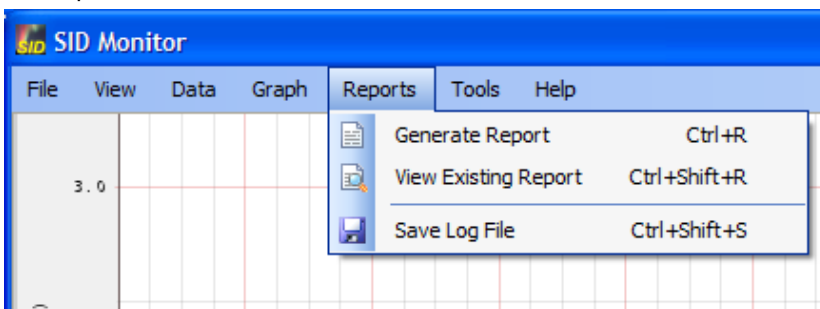 SID SID Monitor
File View Data Graph Reports Tools Help
Generate Report Ctrl+R
3.0
View Existing Report Ctrl+Shift+R
Save Log File Ctrl+Shift+S